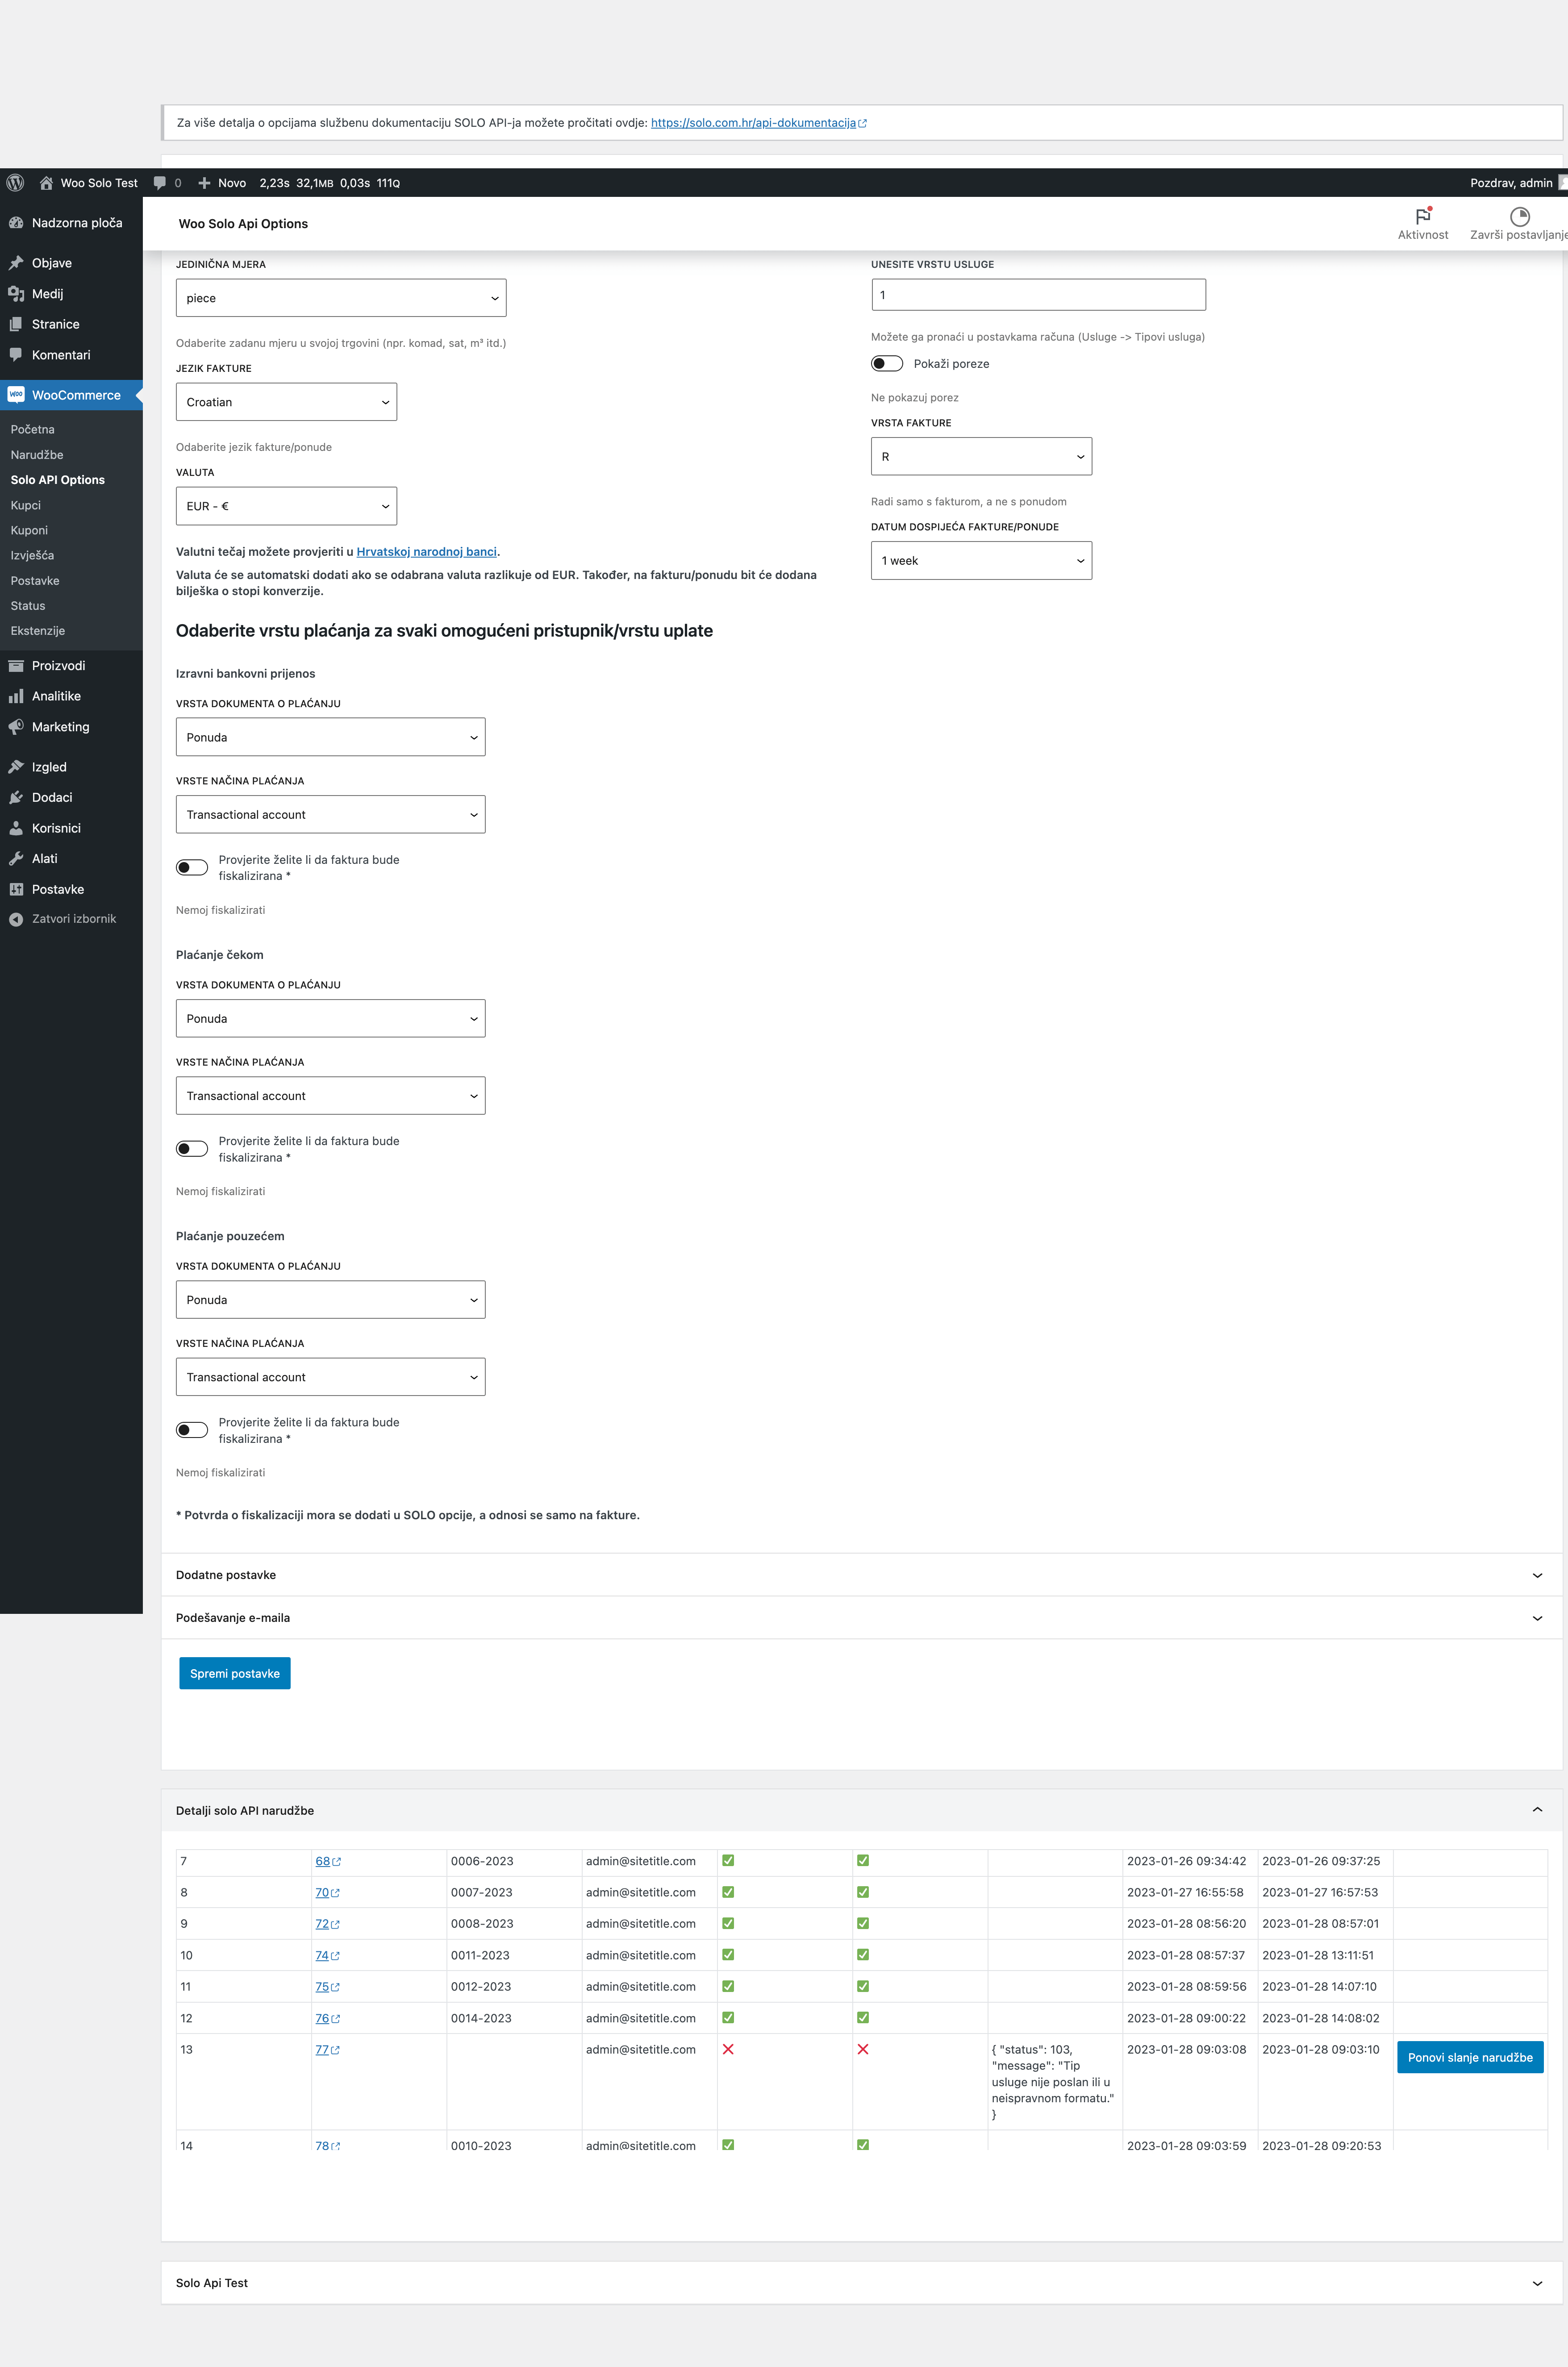 Za više detalja o opcijama službenu dokumentaciju SOLO API-ja možete pročitati ovdje: https://solo.com.hr/api-dokumentacija
Woo Solo Test 0 Novo 2,23s 32,1MB 0,03s 111Q Pozdrav, admin
Woo Solo Api Options
Aktivnost
Završi postavljanje
Nadzorna ploča
Objave
Medij
Stranice
Komentari
WooCommerce
Početna
Narudžbe
Solo API Options
Kupci
Kuponi
Izvješća
Postavke
Status
Ekstenzije
Proizvodi
Analitike
Marketing
Izgled
Dodaci
Korisnici
Alati
Postavke
Zatvori izbornik
JEDINIČNA MJERA
piece
Odaberite zadanu mjeru u svojoj trgovini (npr. komad, sat, m³ itd.)
JEZIK FAKTURE
Croatian
Odaberite jezik fakture/ponude
VALUTA
EUR - €
Valutni tečaj možete provjeriti u Hrvatskoj narodnoj banci.
Valuta će se automatski dodati ako se odabrana valuta razlikuje od EUR. Također, na fakturu/ponudu bit će dodana
bilješka o stopi konverzije.
UNESITE VRSTU USLUGE
1
Možete ga pronaći u postavkama računa (Usluge -> Tipovi usluga)
Pokaži poreze
Ne pokazuj porez
VRSTA FAKTURE
R
Radi samo s fakturom, a ne s ponudom
DATUM DOSPIJEĆA FAKTURE/PONUDE
1 week
Odaberite vrstu plaćanja za svaki omogućeni pristupnik/vrstu uplate
Izravni bankovni prijenos
VRSTA DOKUMENTA O PLAĆANJU
Ponuda
VRSTE NAČINA PLAĆANJA
Transactional account
Provjerite želite li da faktura bude
fiskalizirana *
Nemoj fiskalizirati
Plaćanje čekom
VRSTA DOKUMENTA O PLAĆANJU
Ponuda
VRSTE NAČINA PLAĆANJA
Transactional account
Provjerite želite li da faktura bude
fiskalizirana *
Nemoj fiskalizirati
Plaćanje pouzećem
VRSTA DOKUMENTA O PLAĆANJU
Ponuda
VRSTE NAČINA PLAĆANJA
Transactional account
Provjerite želite li da faktura bude
fiskalizirana *
Nemoj fiskalizirati
* Potvrda o fiskalizaciji mora se dodati u SOLO opcije, a odnosi se samo na fakture.
Dodatne postavke
Podešavanje e-maila
Spremi postavke
Detalji solo API narudžbe
7 68 0006-2023 admin@sitetitle.com ✅ ✅ 2023-01-26 09:34:42 2023-01-26 09:37:25
8 70 0007-2023 admin@sitetitle.com ✅ ✅ 2023-01-27 16:55:58 2023-01-27 16:57:53
9 72 0008-2023 admin@sitetitle.com ✅ ✅ 2023-01-28 08:56:20 2023-01-28 08:57:01
10 74 0011-2023 admin@sitetitle.com ✅ ✅ 2023-01-28 08:57:37 2023-01-28 13:11:51
11 75 0012-2023 admin@sitetitle.com ✅ ✅ 2023-01-28 08:59:56 2023-01-28 14:07:10
12 76 0014-2023 admin@sitetitle.com ✅ ✅ 2023-01-28 09:00:22 2023-01-28 14:08:02
13 77 admin@sitetitle.com ❌ ❌ { "status": 103, 2023-01-28 09:03:08 2023-01-28 09:03:10 Ponovi slanje narudžbe
"message": "Tip
usluge nije poslan ili u
neispravnom formatu."
}
14 78 0010-2023 admin@sitetitle.com ✅ ✅ 2023-01-28 09:03:59 2023-01-28 09:20:53
Solo Api Test